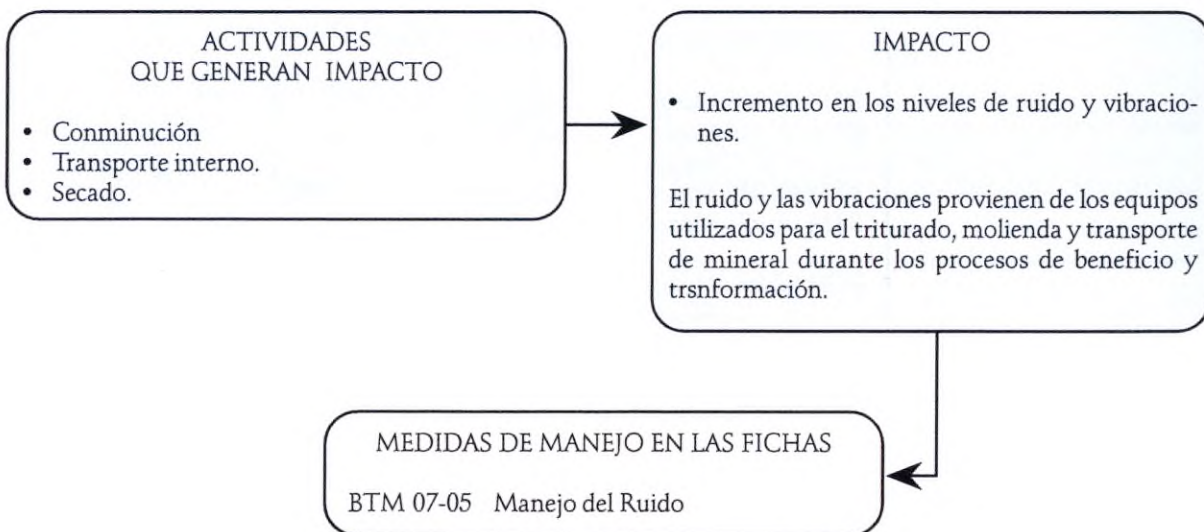 ACTIVIDADES
QUE GENERAN IMPACTO
• Conminución
• Transporte interno.
• Secado.
IMPACTO
• Incremento en los niveles de ruido y vibracio-
nes.
El ruido y las vibraciones provienen de los equipos
utilizados para el triturado, molienda y transporte
de mineral durante los procesos de beneficio y
trsnformación.
MEDIDAS DE MANEJO EN LAS FICHAS
BTM 07-05 Manejo del Ruido